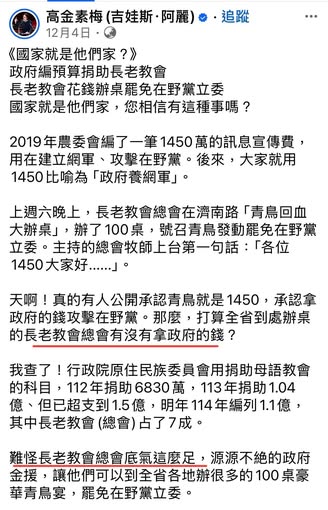 高金素梅 (吉娃斯·阿麗) · 追蹤
12月4日 ·
《國家就是他們家？》
政府編預算捐助長老教會
長老教會花錢辦桌罷免在野黨立委
國家就是他們家，您相信有這種事嗎？
2019年農委會編了一筆1450萬的訊息宣傳費，
用在建立網軍、攻擊在野黨。後來，大家就用
1450比喻為「政府養網軍」。
上週六晚上，長老教會總會在濟南路「青鳥回血
大辦桌」，辦了100桌，號召青鳥發動罷免在野黨
立委。主持的總會牧師上台第一句話：「各位
1450大家好......」。
天啊！真的有人公開承認青鳥就是1450，承認拿
政府的錢攻擊在野黨。那麼，打算全省到處辦桌
的長老教會總會有沒有拿政府的錢？
我查了！行政院原住民族委員會用捐助母語教會
的科目，112年捐助6830萬，113年捐助1.04
億、但已超支到1.5億，明年114年編列1.1億，
其中長老教會(總會)占了7成。
難怪長老教會總會底氣這麼足，源源不絕的政府
金援，讓他們可以到全省各地辦很多的100桌豪
華青鳥宴，罷免在野黨立委。